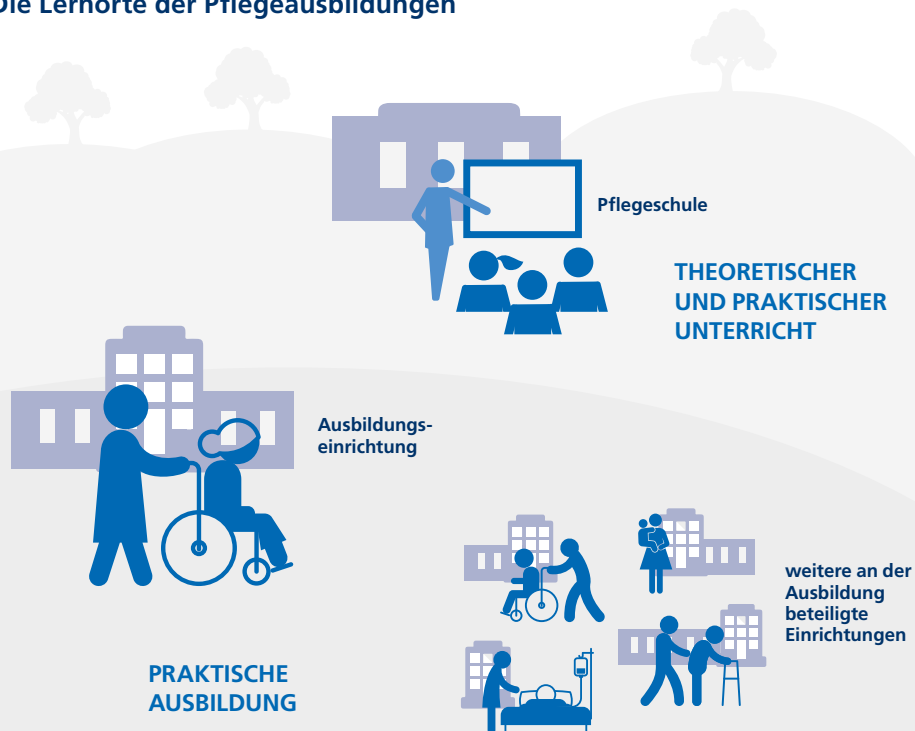 Die Lernorte der Pflegeausbildungen
Pflegeschule
THEORETISCHER
UND PRAKTISCHER
UNTERRICHT
Ausbildungs-
einrichtung
weitere an der
Ausbildung
beteiligte
Einrichtungen
PRAKTISCHE
AUSBILDUNG